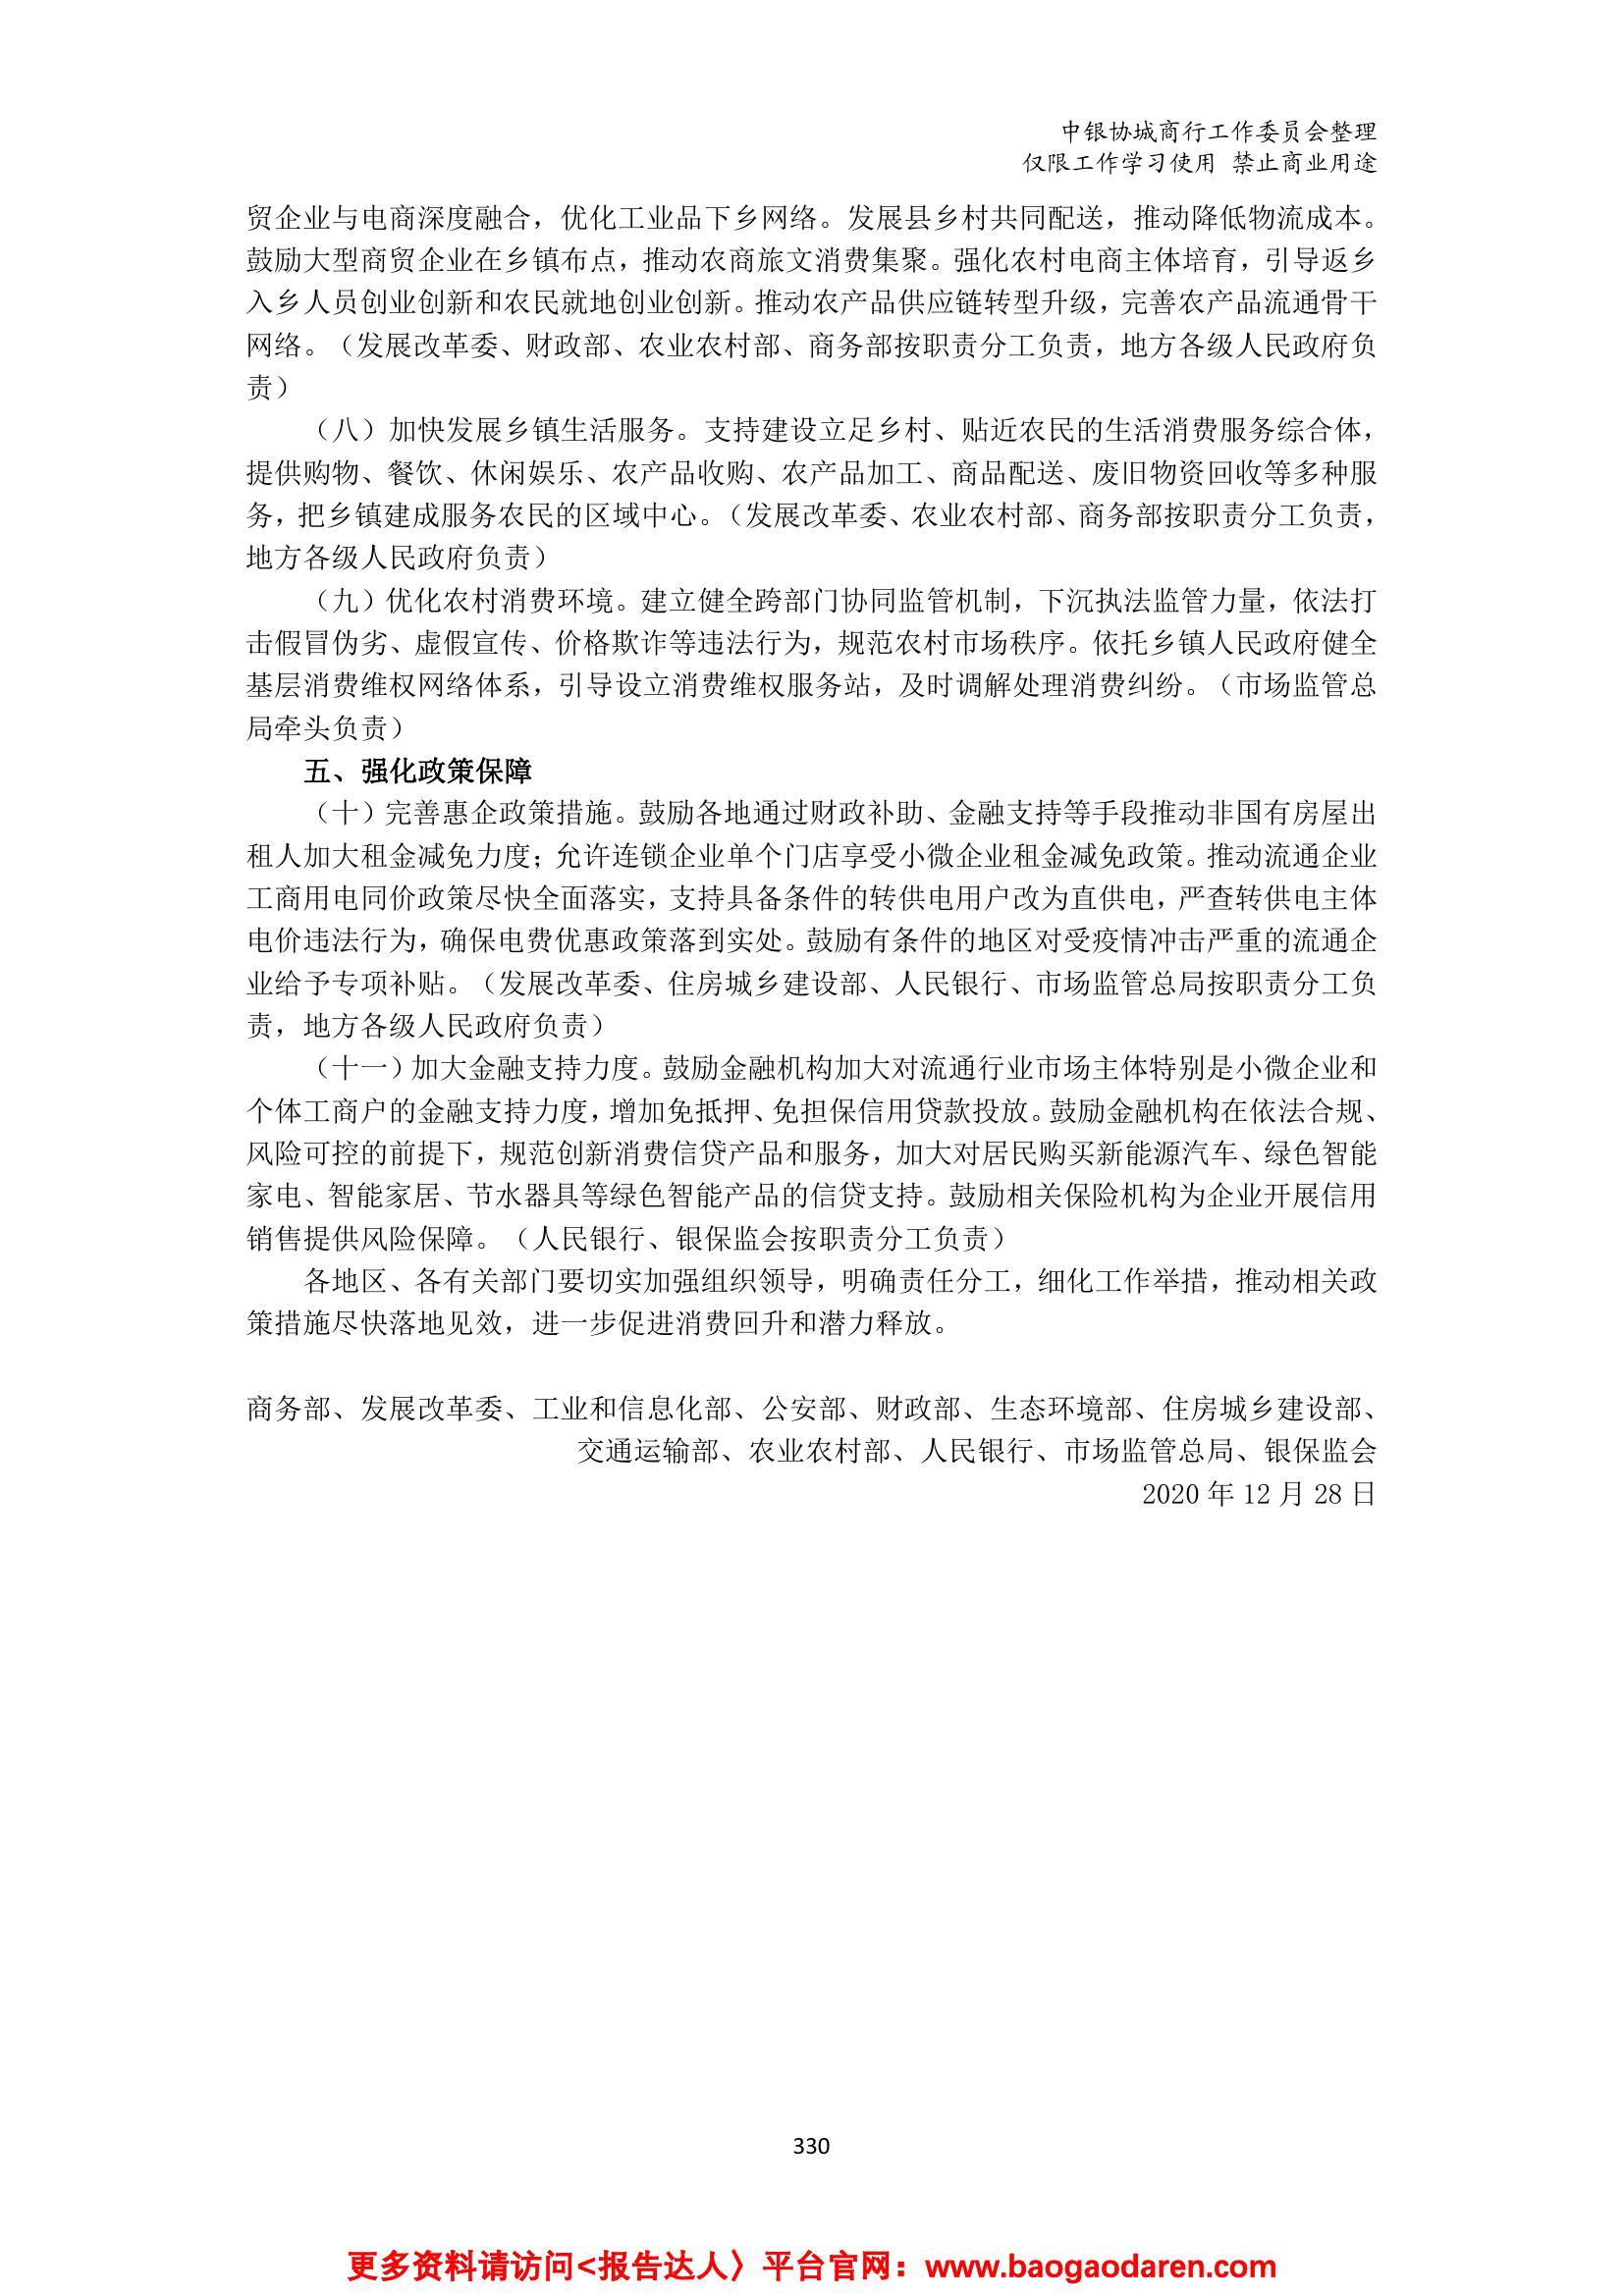 中银协城商行工作委员会整理
仅限工作学习使用 禁止商业用途
贸企业与电商深度融合，优化工业品下乡网络。发展县乡村共同配送，推动降低物流成本。
鼓励大型商贸企业在乡镇布点，推动农商旅文消费集聚。强化农村电商主体培育，引导返乡
入乡人员创业创新和农民就地创业创新。推动农产品供应链转型升级，完善农产品流通骨干
网络。（发展改革委、财政部、农业农村部、商务部按职责分工负责，地方各级人民政府负
责）
（八）加快发展乡镇生活服务。支持建设立足乡村、贴近农民的生活消费服务综合体，
提供购物、餐饮、休闲娱乐、农产品收购、农产品加工、商品配送、废旧物资回收等多种服
务，把乡镇建成服务农民的区域中心。（发展改革委、农业农村部、商务部按职责分工负责，
地方各级人民政府负责）
（九）优化农村消费环境。建立健全跨部门协同监管机制，下沉执法监管力量，依法打
击假冒伪劣、虚假宣传、价格欺诈等违法行为，规范农村市场秩序。依托乡镇人民政府健全
基层消费维权网络体系，引导设立消费维权服务站，及时调解处理消费纠纷。（市场监管总
局牵头负责）
五、强化政策保障
（十）完善惠企政策措施。鼓励各地通过财政补助、金融支持等手段推动非国有房屋出
租人加大租金减免力度；允许连锁企业单个门店享受小微企业租金减免政策。推动流通企业
工商用电同价政策尽快全面落实，支持具备条件的转供电用户改为直供电，严查转供电主体
电价违法行为，确保电费优惠政策落到实处。鼓励有条件的地区对受疫情冲击严重的流通企
业给予专项补贴。（发展改革委、住房城乡建设部、人民银行、市场监管总局按职责分工负
责，地方各级人民政府负责）
（十一）加大金融支持力度。鼓励金融机构加大对流通行业市场主体特别是小微企业和
个体工商户的金融支持力度，增加免抵押、免担保信用贷款投放。鼓励金融机构在依法合规、
风险可控的前提下，规范创新消费信贷产品和服务，加大对居民购买新能源汽车、绿色智能
家电、智能家居、节水器具等绿色智能产品的信贷支持。鼓励相关保险机构为企业开展信用
销售提供风险保障。（人民银行、银保监会按职责分工负责）
各地区、各有关部门要切实加强组织领导，明确责任分工，细化工作举措，推动相关政
策措施尽快落地见效，进一步促进消费回升和潜力释放。
商务部、发展改革委、工业和信息化部、公安部、财政部、生态环境部、住房城乡建设部、
交通运输部、农业农村部、人民银行、市场监管总局、银保监会
2020 年 12 月 28 日
330
更多资料请访问<报告达人〉平台官网：www.baogaodaren.com